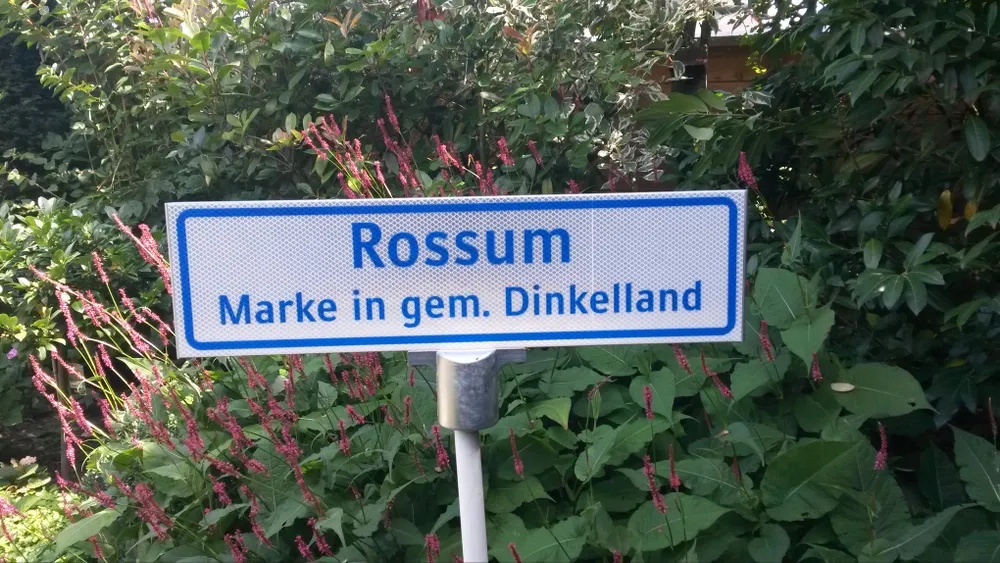 Rossum
Marke in gem. Dinkelland